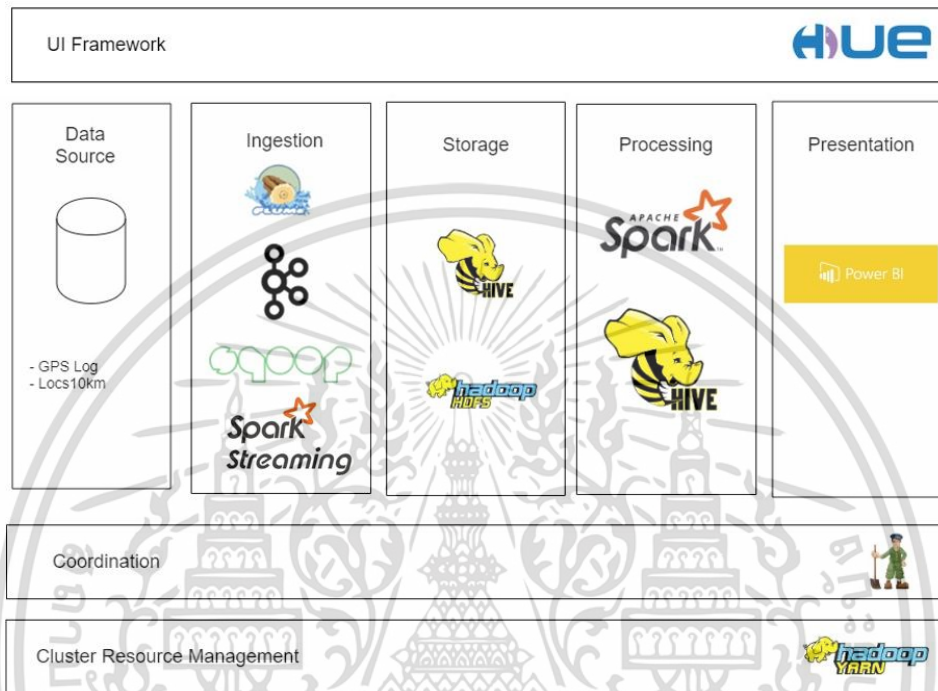 UI Framework
HUE
Data
Source
- GPS Log
- Locs10km
Ingestion
FLUME
sqoop
Spark
Streaming
Storage
HIVE
hadoop
HDFS
Processing
APACHE
Spark
HIVE
Presentation
Power BI
Coordination
Cluster Resource Management
hadoop
YARN